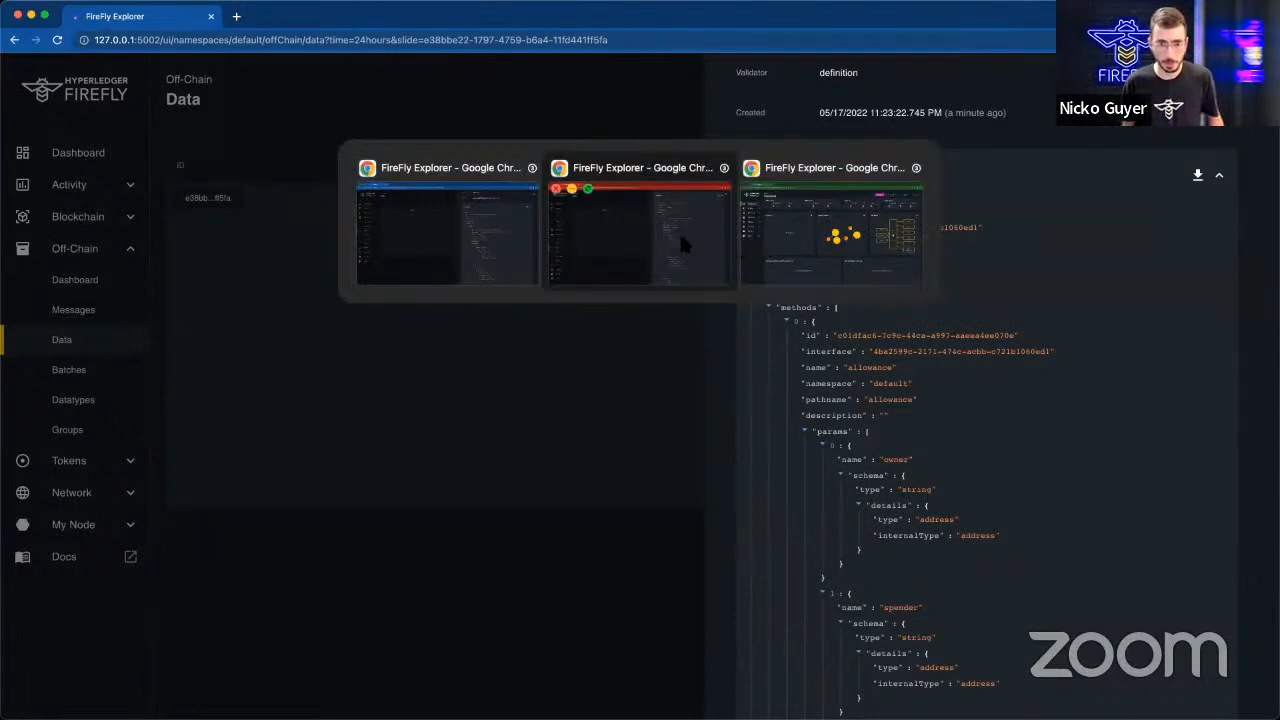 FireFly Explorer
127.0.0.1:5002/ui/namespaces/default/offChain/data?time=24hours&slide=e38bbe22-1797-4759-b6a4-11fd441ff5fa
HYPERLEDGER
FIREFLY
Dashboard
Activity
Blockchain
Off-Chain
Dashboard
Messages
Data
Batches
Datatypes
Groups
Tokens
Network
My Node
Docs
Off-Chain
Data
ID
e38bb...ff5fa
FireFly Explorer - Google Chr...
FireFly Explorer - Google Chr...
FireFly Explorer - Google Chr...
Validator
definition
Created
05/17/2022 11:23:22.745 PM (a minute ago)
"methods" : [
0 : {
"id" : "c01dfac6-7c9c-44ca-a997-aaeea4ee070e"
"interface" : "4ba2599c-2171-474c-acbb-c721b1060ed1"
"name" : "allowance"
"namespace" : "default"
"pathname" : "allowance"
"description" : ""
"params" : [
0 : {
"name" : "owner"
"schema" : {
"type" : "string"
"details" : {
"type" : "address"
"internalType" : "address"
}
}
}
1 : {
"name" : "spender"
"schema" : {
"type" : "string"
"details" : {
"type" : "address"
"internalType" : "address"
}
}
FIRE
Nicko Guyer
zoom